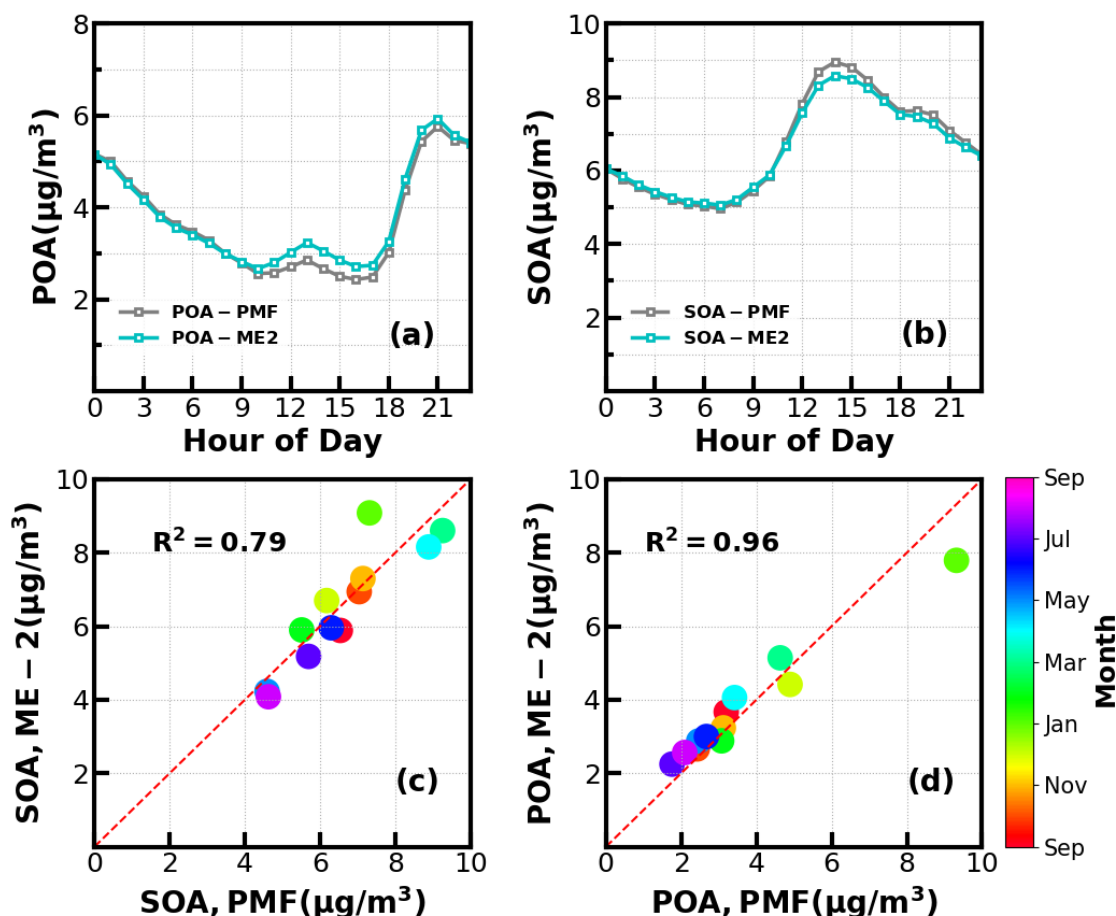 8
6
4
2
0
3
6
9
12
15
18
21
POA(μg/m³)
Hour of Day
POA − PMF
POA − ME2
(a)
10
8
6
4
2
0
3
6
9
12
15
18
21
SOA(μg/m³)
Hour of Day
SOA − PMF
SOA − ME2
(b)
10
8
6
4
2
0
2
4
6
8
10
SOA, ME − 2(μg/m³)
SOA, PMF(μg/m³)
R² = 0.79
(c)
10
8
6
4
2
0
2
4
6
8
10
POA, ME − 2(μg/m³)
POA, PMF(μg/m³)
R² = 0.96
(d)
Sep
Jul
May
Mar
Jan
Nov
Sep
Month